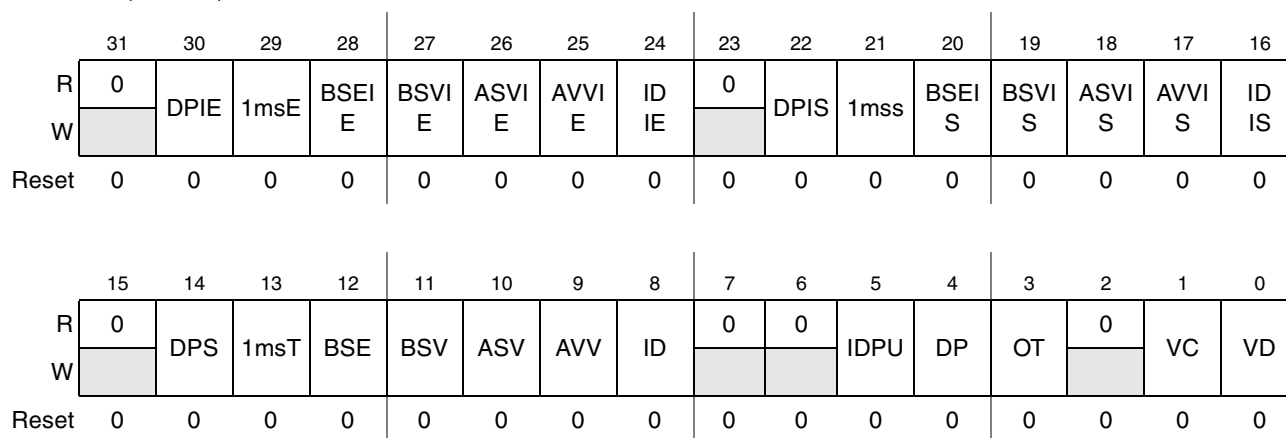 31 30 29 28 27 26 25 24 23 22 21 20 19 18 17 16
R 0 DPIE 1msE BSEI E BSVI E ASVI E AVVI E ID IE 0 DPIS 1mss BSEI S BSVI S ASVI S AVVI S ID IS
W
Reset 0 0 0 0 0 0 0 0 0 0 0 0 0 0 0 0
15 14 13 12 11 10 9 8 7 6 5 4 3 2 1 0
R 0 DPS 1msT BSE BSV ASV AVV ID 0 0 IDPU DP OT 0 VC VD
W
Reset 0 0 0 0 0 0 0 0 0 0 0 0 0 0 0 0